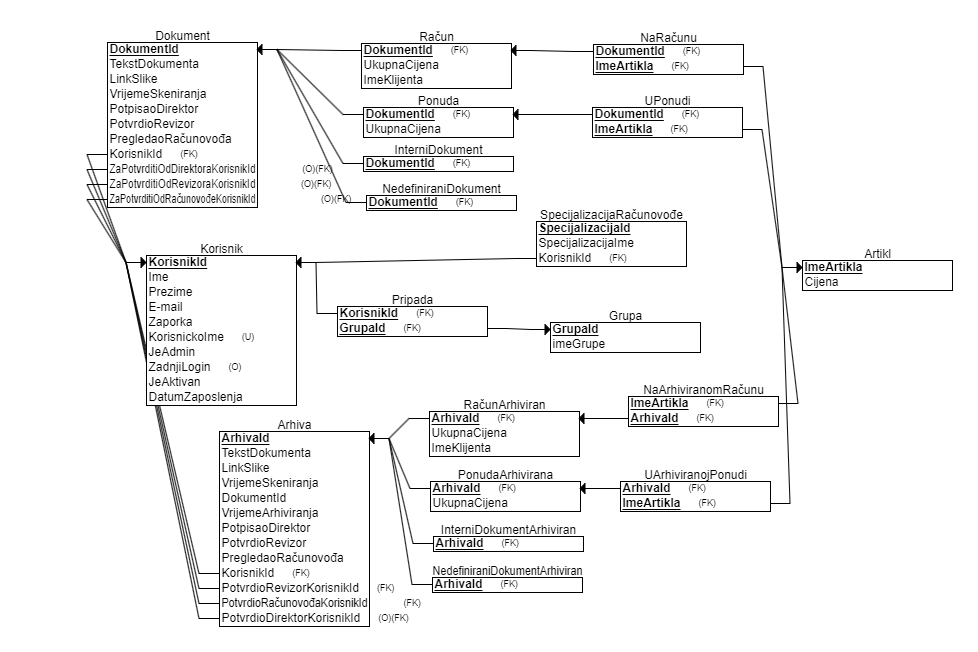 Dokument
DokumentId
TekstDokumenta
LinkSlike
VrijemeSkeniranja
PotpisaoDirektor
PotvrdioRevizor
PregledaoRačunovođa
KorisnikId (FK)
ZaPotvrditiOdDirektoraKorisnikId (O)(FK)
ZaPotvrditiOdRevizoraKorisnikId (O)(FK)
ZaPotvrditiOdRačunovođeKorisnikId (O)(FK)
Račun
DokumentId (FK)
UkupnaCijena
ImeKlijenta
NaRačunu
DokumentId (FK)
ImeArtikla (FK)
Ponuda
DokumentId (FK)
UkupnaCijena
UPonudi
DokumentId (FK)
ImeArtikla (FK)
InterniDokument
DokumentId (FK)
NedefiniraniDokument
DokumentId (FK)
SpecijalizacijaRačunovođe
SpecijalizacijaId
SpecijalizacijaIme
KorisnikId (FK)
Artikl
ImeArtikla
Cijena
Korisnik
KorisnikId
Ime
Prezime
E-mail
Zaporka
KorisnickoIme (U)
JeAdmin
ZadnjiLogin (O)
JeAktivan
DatumZaposlenja
Pripada
KorisnikId (FK)
GrupaId (FK)
Grupa
GrupaId
imeGrupe
Arhiva
ArhivaId
TekstDokumenta
LinkSlike
VrijemeSkeniranja
DokumentId
VrijemeArhiviranja
PotpisaoDirektor
PotvrdioRevizor
PregledaoRačunovođa
KorisnikId (FK)
PotvrdioRevizorKorisnikId (FK)
PotvrdioRačunovođaKorisnikId (FK)
PotvrdioDirektorKorisnikId (O)(FK)
RačunArhiviran
ArhivaId (FK)
UkupnaCijena
ImeKlijenta
NaArhiviranomRačunu
ImeArtikla (FK)
ArhivaId (FK)
PonudaArhivirana
ArhivaId (FK)
UkupnaCijena
UArhiviranojPonudi
ArhivaId (FK)
ImeArtikla (FK)
InterniDokumentArhiviran
ArhivaId (FK)
NedefiniraniDokumentArhiviran
ArhivaId (FK)